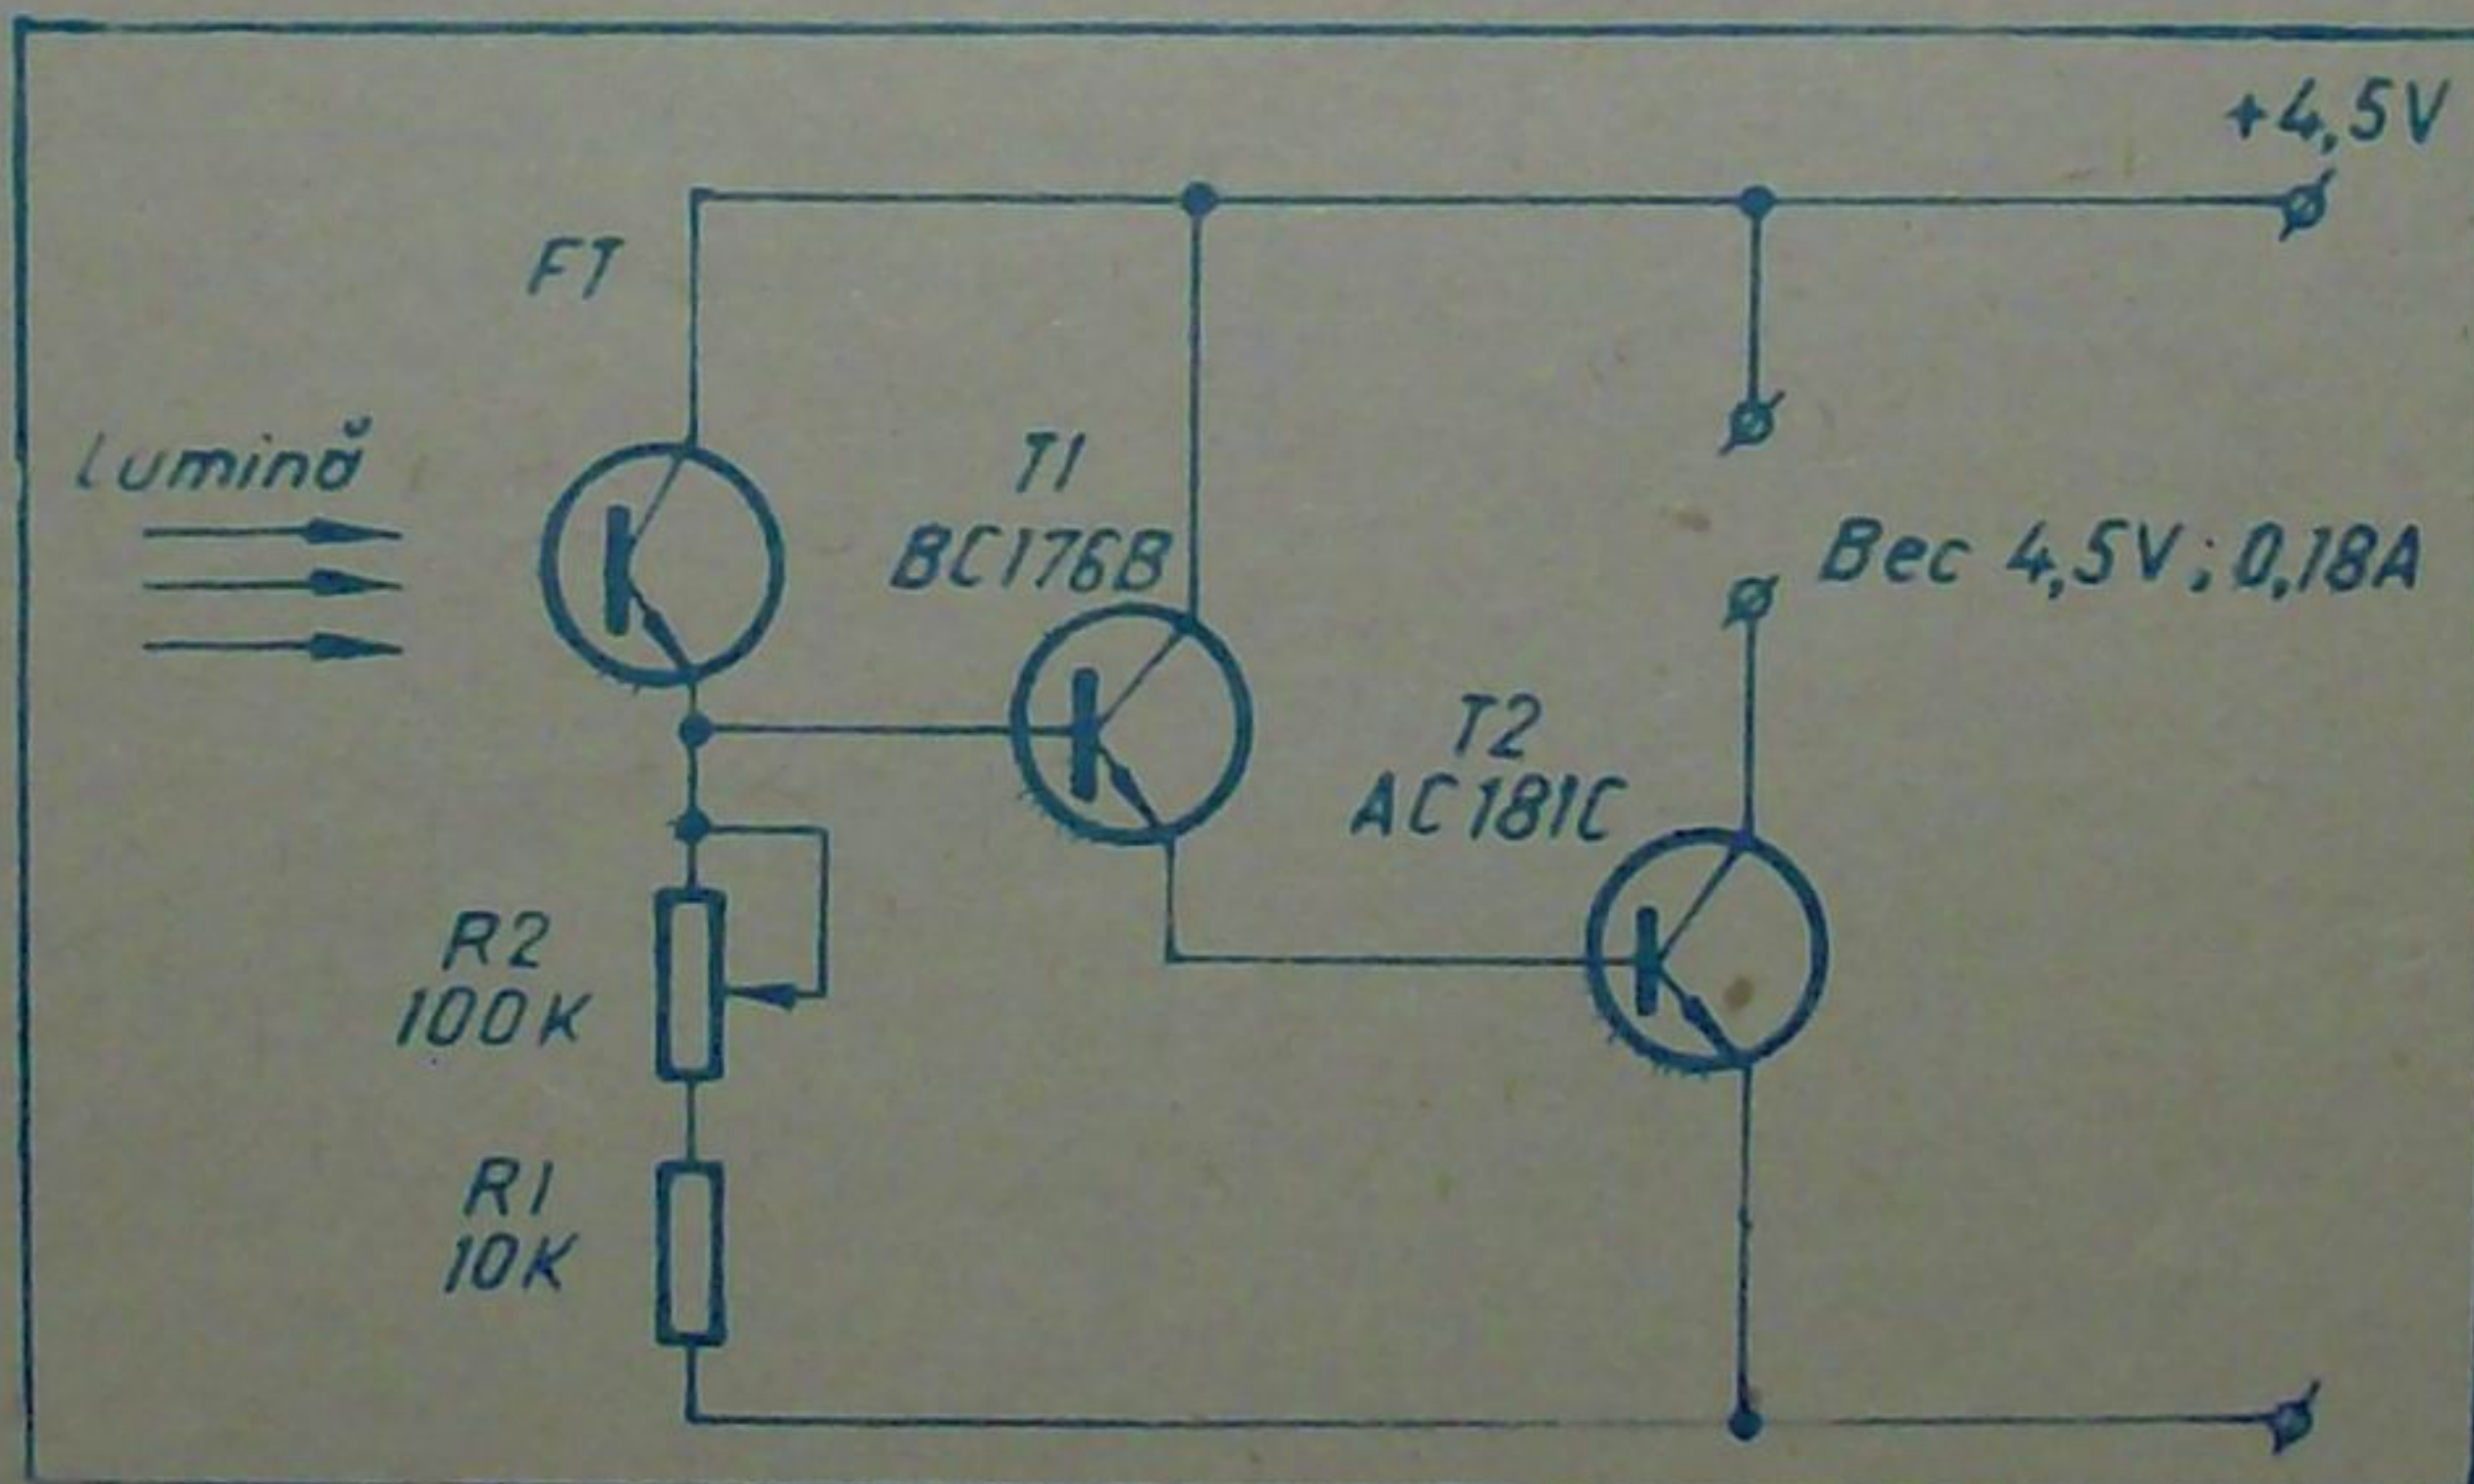 +4,5V
FT
Lumină
T1
BC176B
Bec 4,5V; 0,18A
T2
AC181C
R2
100K
R1
10K